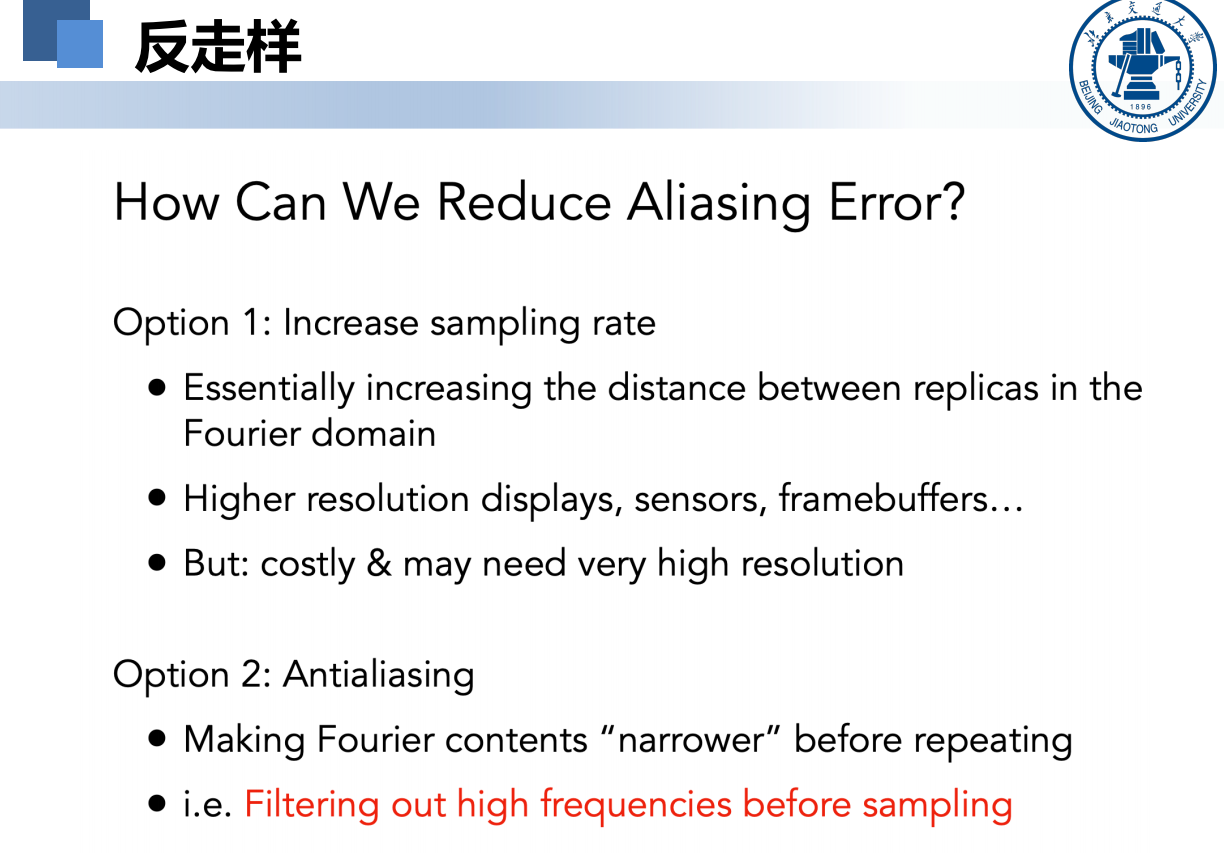 反走样
北京交通大学
1896
BEIJING JIAOTONG UNIVERSITY
How Can We Reduce Aliasing Error?
Option 1: Increase sampling rate
● Essentially increasing the distance between replicas in the
Fourier domain
● Higher resolution displays, sensors, framebuffers…
● But: costly & may need very high resolution
Option 2: Antialiasing
● Making Fourier contents “narrower” before repeating
● i.e. Filtering out high frequencies before sampling